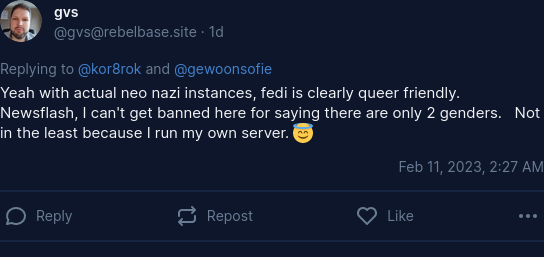 gvs
@gvs@rebelbase.site · 1d
Replying to @kor8rok and @gewoonsofie
Yeah with actual neo nazi instances, fedi is clearly queer friendly.
Newsflash, I can't get banned here for saying there are only 2 genders.   Not
in the least because I run my own server. 😇
Feb 11, 2023, 2:27 AM
Reply Repost Like